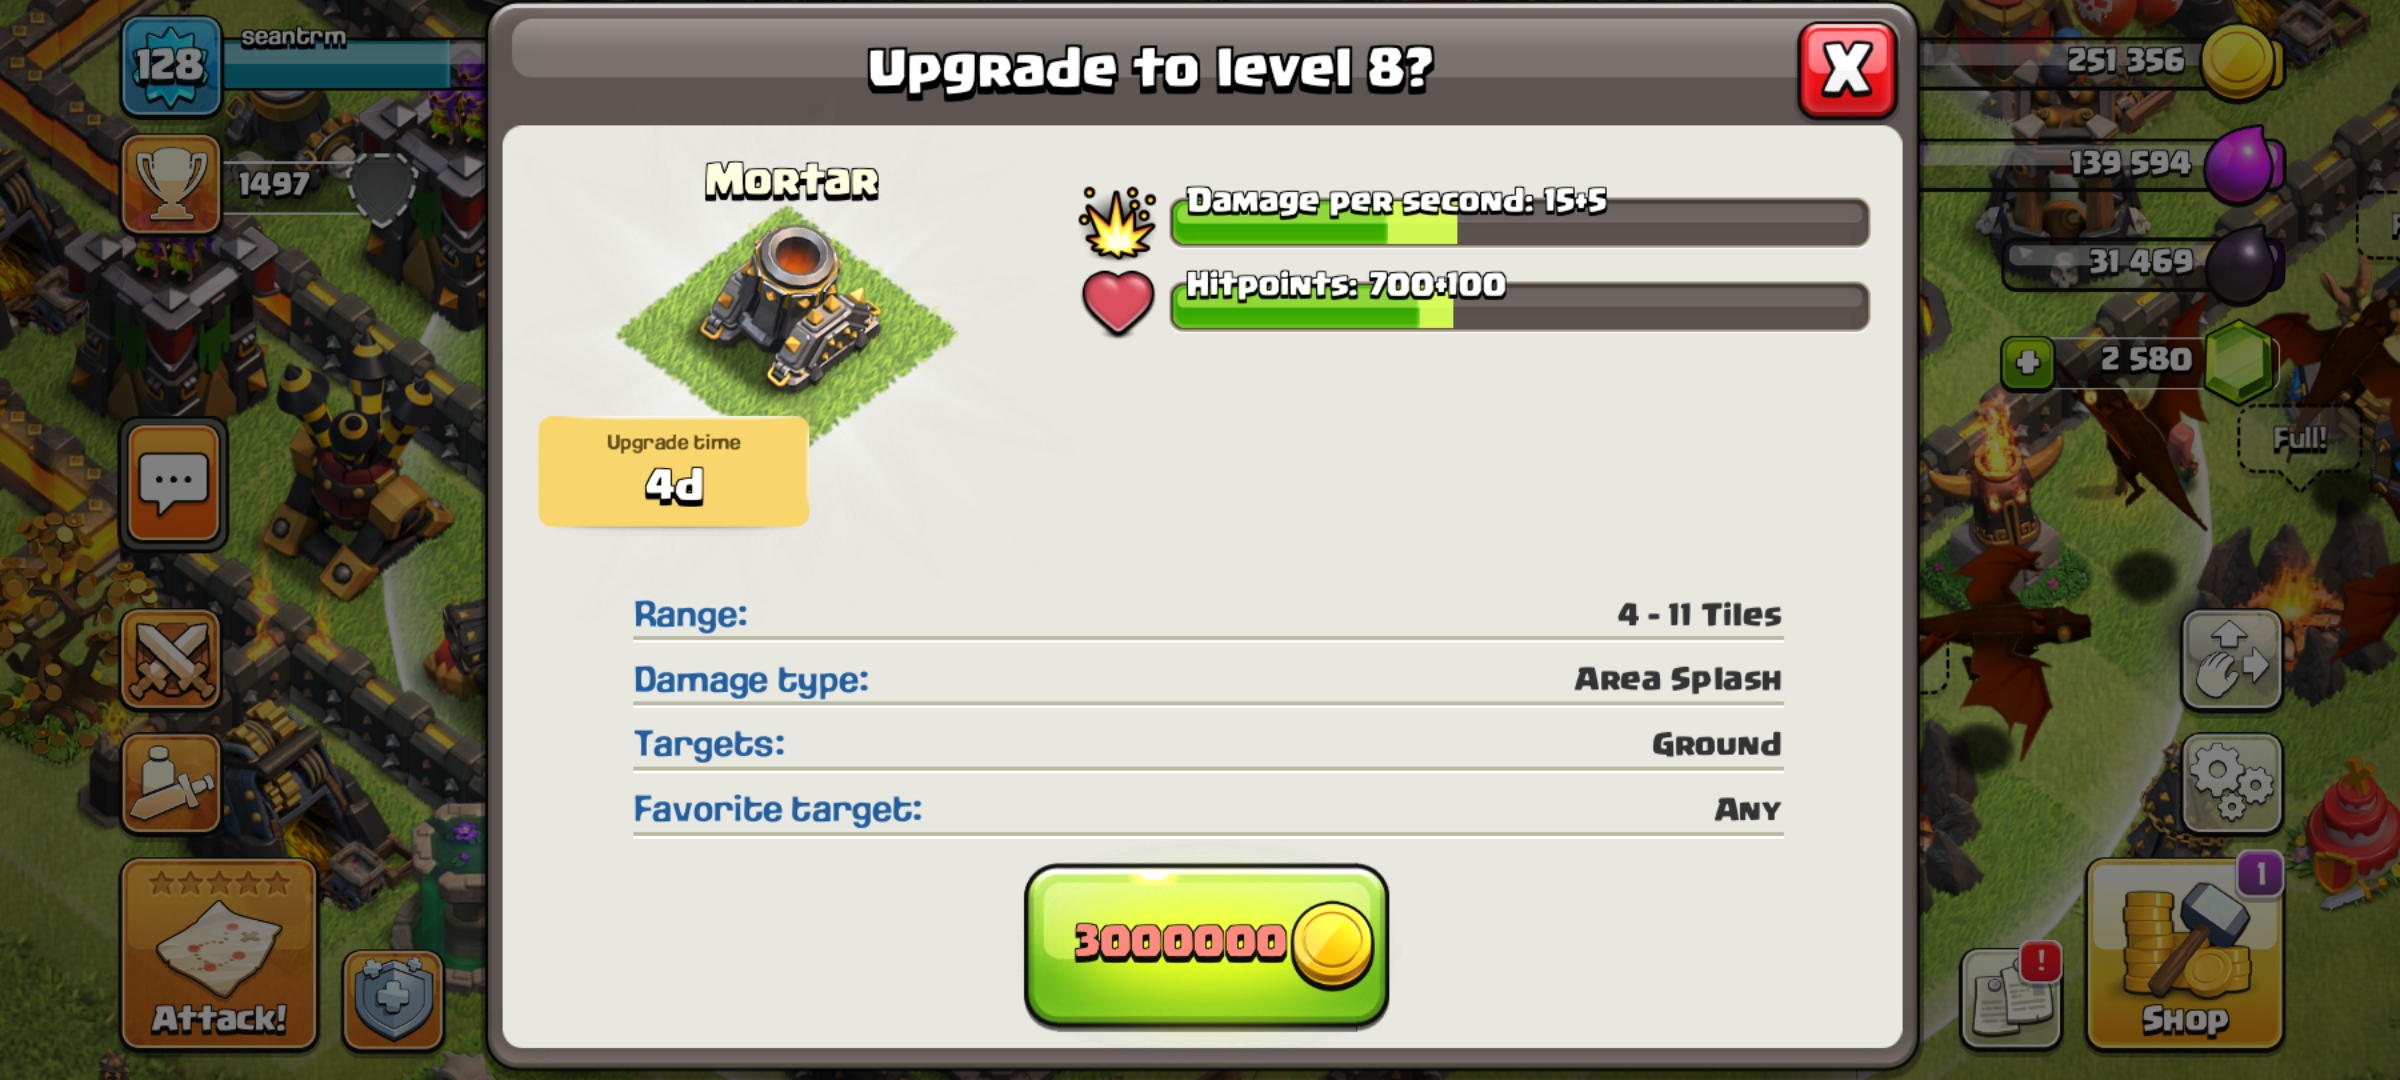 Upgrade to level 8?
X
128
seantrm
1497
251 356
139 594
31 469
2 580
Full!
Mortar
Damage per second: 15+5
Hitpoints: 700+100
Upgrade time
4d
Range: 4 - 11 Tiles
Damage type: Area Splash
Targets: Ground
Favorite target: Any
3000000
Attack!
!
1
Shop